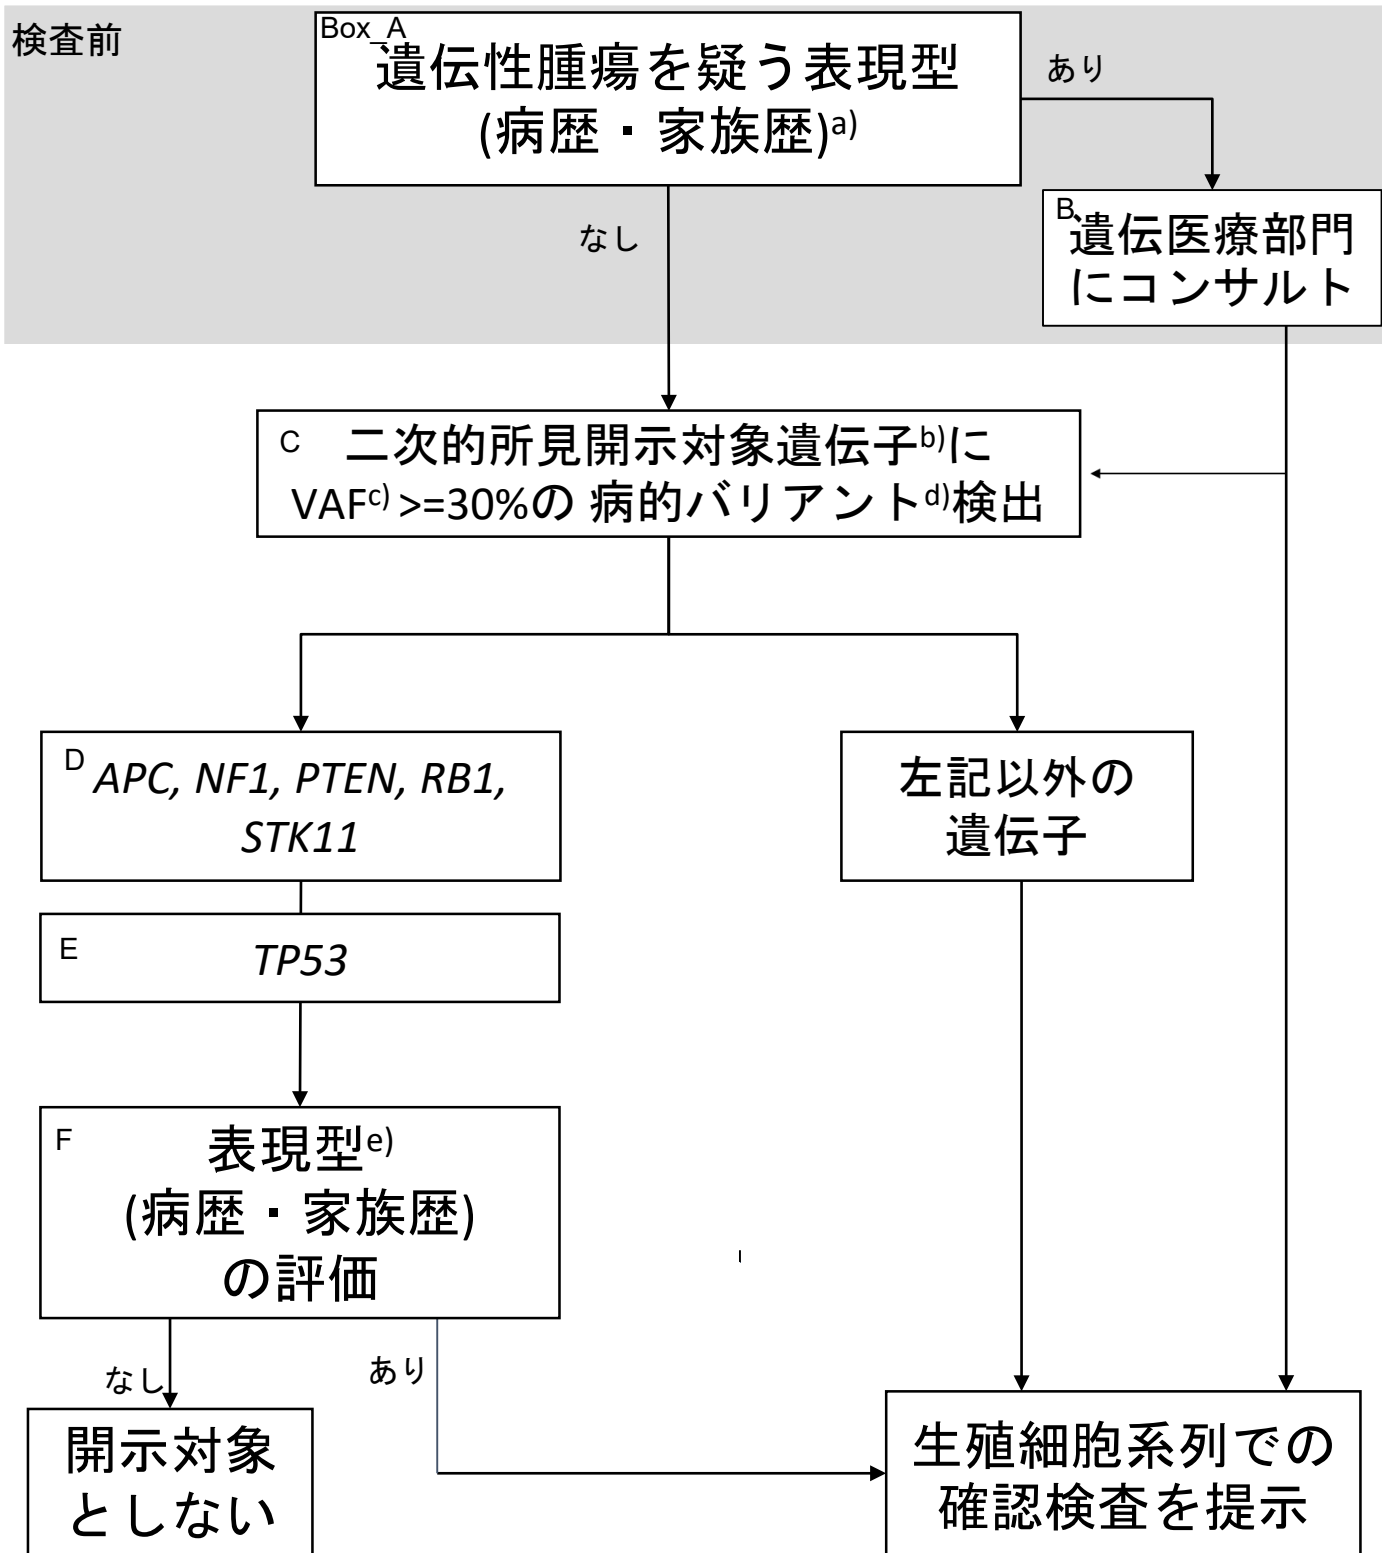 検査前
Box_A
遺伝性腫瘍を疑う表現型
(病歴・家族歴)a)
あり
B
遺伝医療部門
にコンサルト
なし
C
二次的所見開示対象遺伝子b)に
VAFc) >=30%の 病的バリアントd)検出
D
APC, NF1, PTEN, RB1,
STK11
左記以外の
遺伝子
E
TP53
F
表現型e)
(病歴・家族歴)
の評価
なし
あり
開示対象
としない
生殖細胞系列での
確認検査を提示